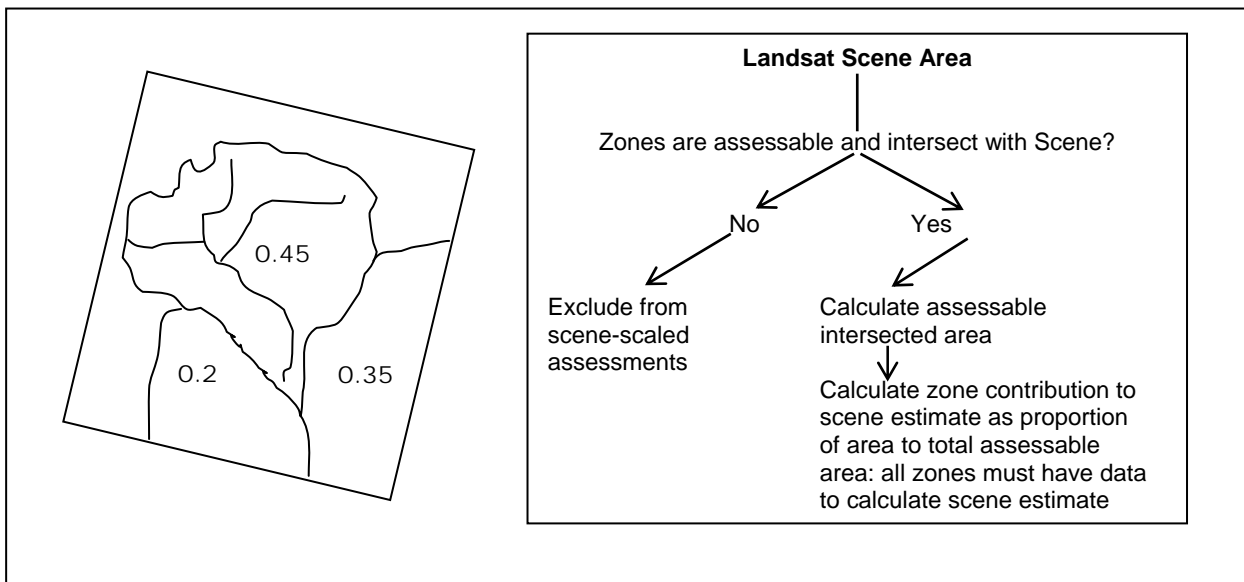 0.45
0.2
0.35
Landsat Scene Area
Zones are assessable and intersect with Scene?
No
Yes
Exclude from
scene-scaled
assessments
Calculate assessable
intersected area
Calculate zone contribution to
scene estimate as proportion
of area to total assessable
area: all zones must have data
to calculate scene estimate